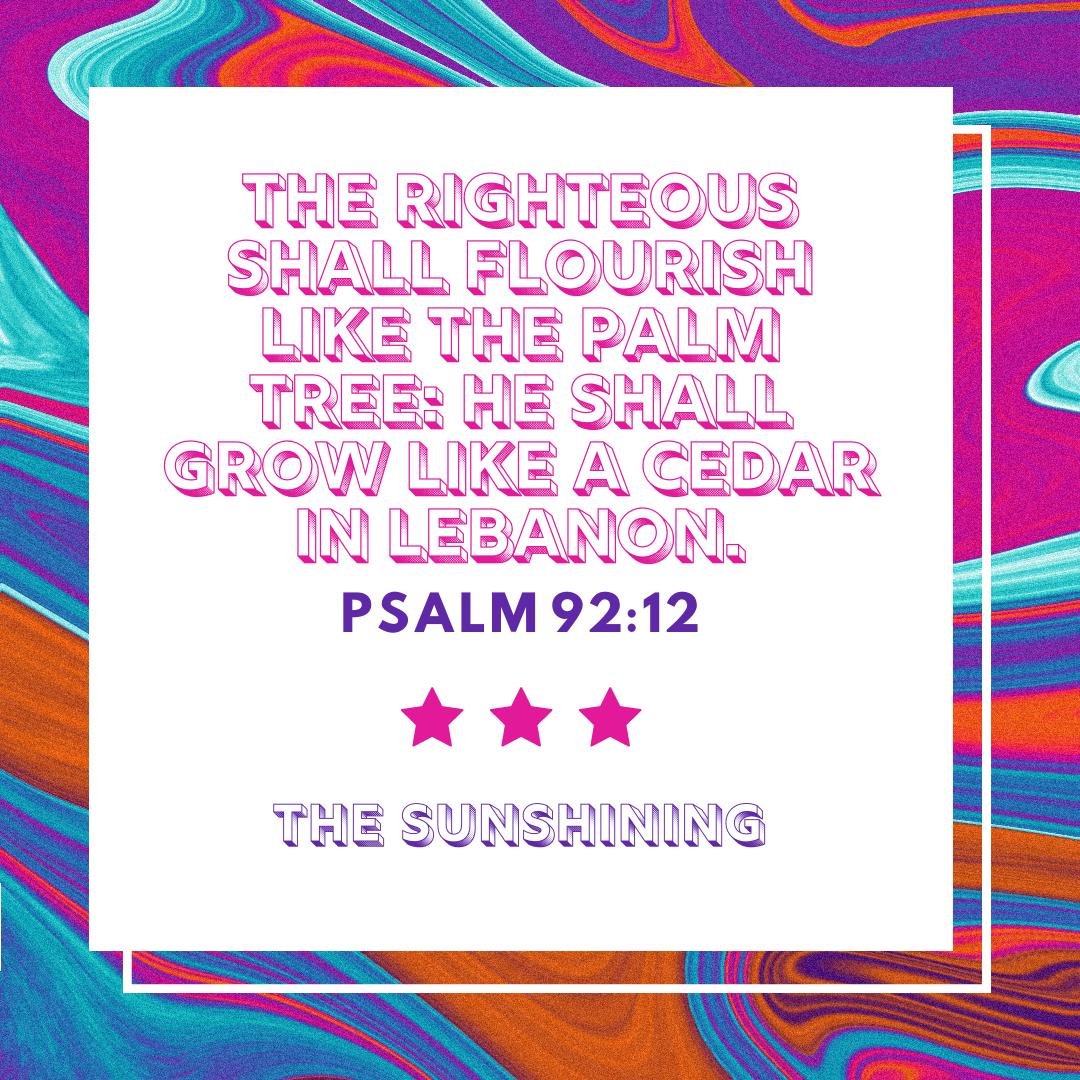 THE RIGHTEOUS
SHALL FLOURISH
LIKE THE PALM
TREE: HE SHALL
GROW LIKE A CEDAR
IN LEBANON.
PSALM 92:12
THE SUNSHINING